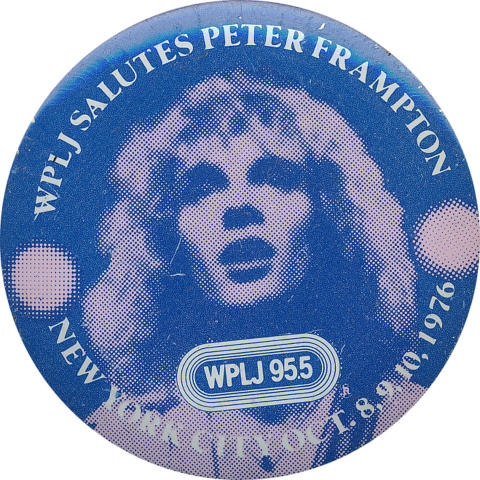 WPLJ SALUTES PETER FRAMPTON
WPLJ 95.5
R
NEW YORK CITY OCT. 8,9,10, 1976